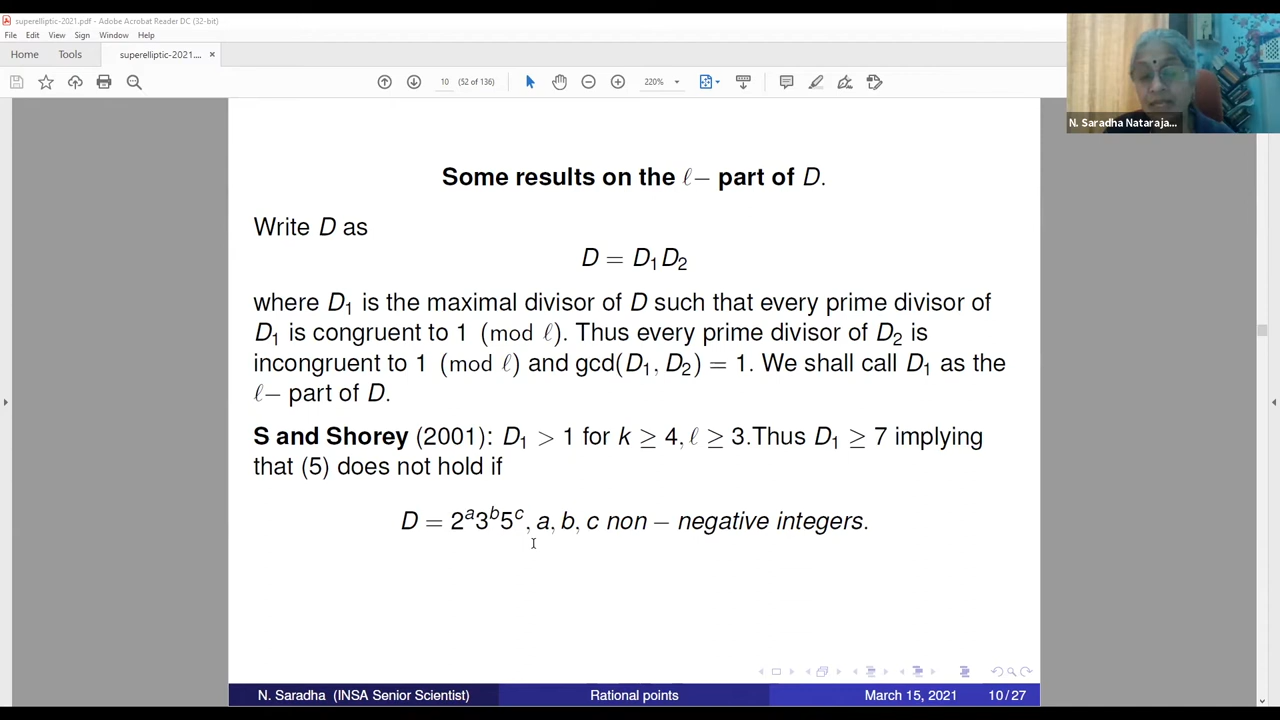 superelliptic-2021.pdf - Adobe Acrobat Reader DC (32-bit)
File Edit View Sign Window Help
Home Tools superelliptic-2021.... ×
10 (52 of 136) 220%
N. Saradha Nataraja...
Some results on the ℓ− part of D.
Write D as
D = D₁D₂
where D₁ is the maximal divisor of D such that every prime divisor of
D₁ is congruent to 1 (mod ℓ). Thus every prime divisor of D₂ is
incongruent to 1 (mod ℓ) and gcd(D₁, D₂) = 1. We shall call D₁ as the
ℓ− part of D.
S and Shorey (2001): D₁ > 1 for k ≥ 4, ℓ ≥ 3.Thus D₁ ≥ 7 implying
that (5) does not hold if
D = 2ᵃ3ᵇ5ᶜ, a, b, c non − negative integers.
N. Saradha (INSA Senior Scientist) Rational points March 15, 2021 10/27